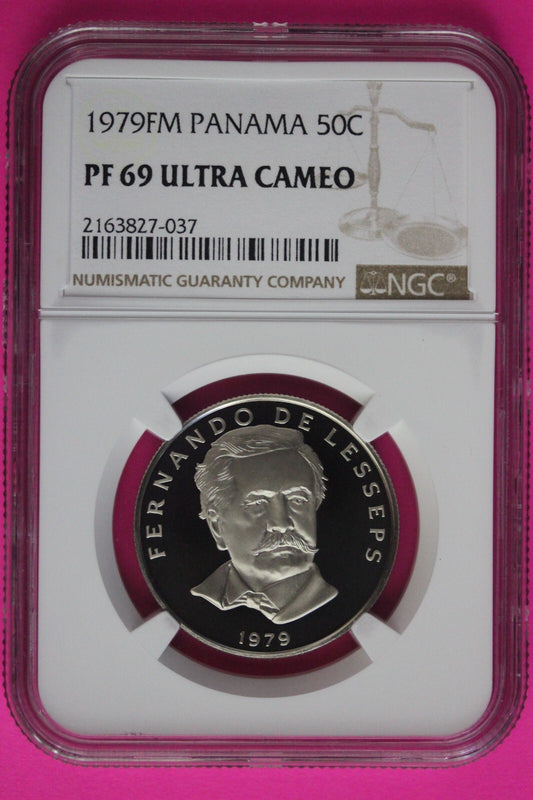 1979FM PANAMA 50C
PF 69 ULTRA CAMEO
2163827-037
NUMISMATIC GUARANTY COMPANY
NGC®
FERNANDO DE LESSEPS
1979